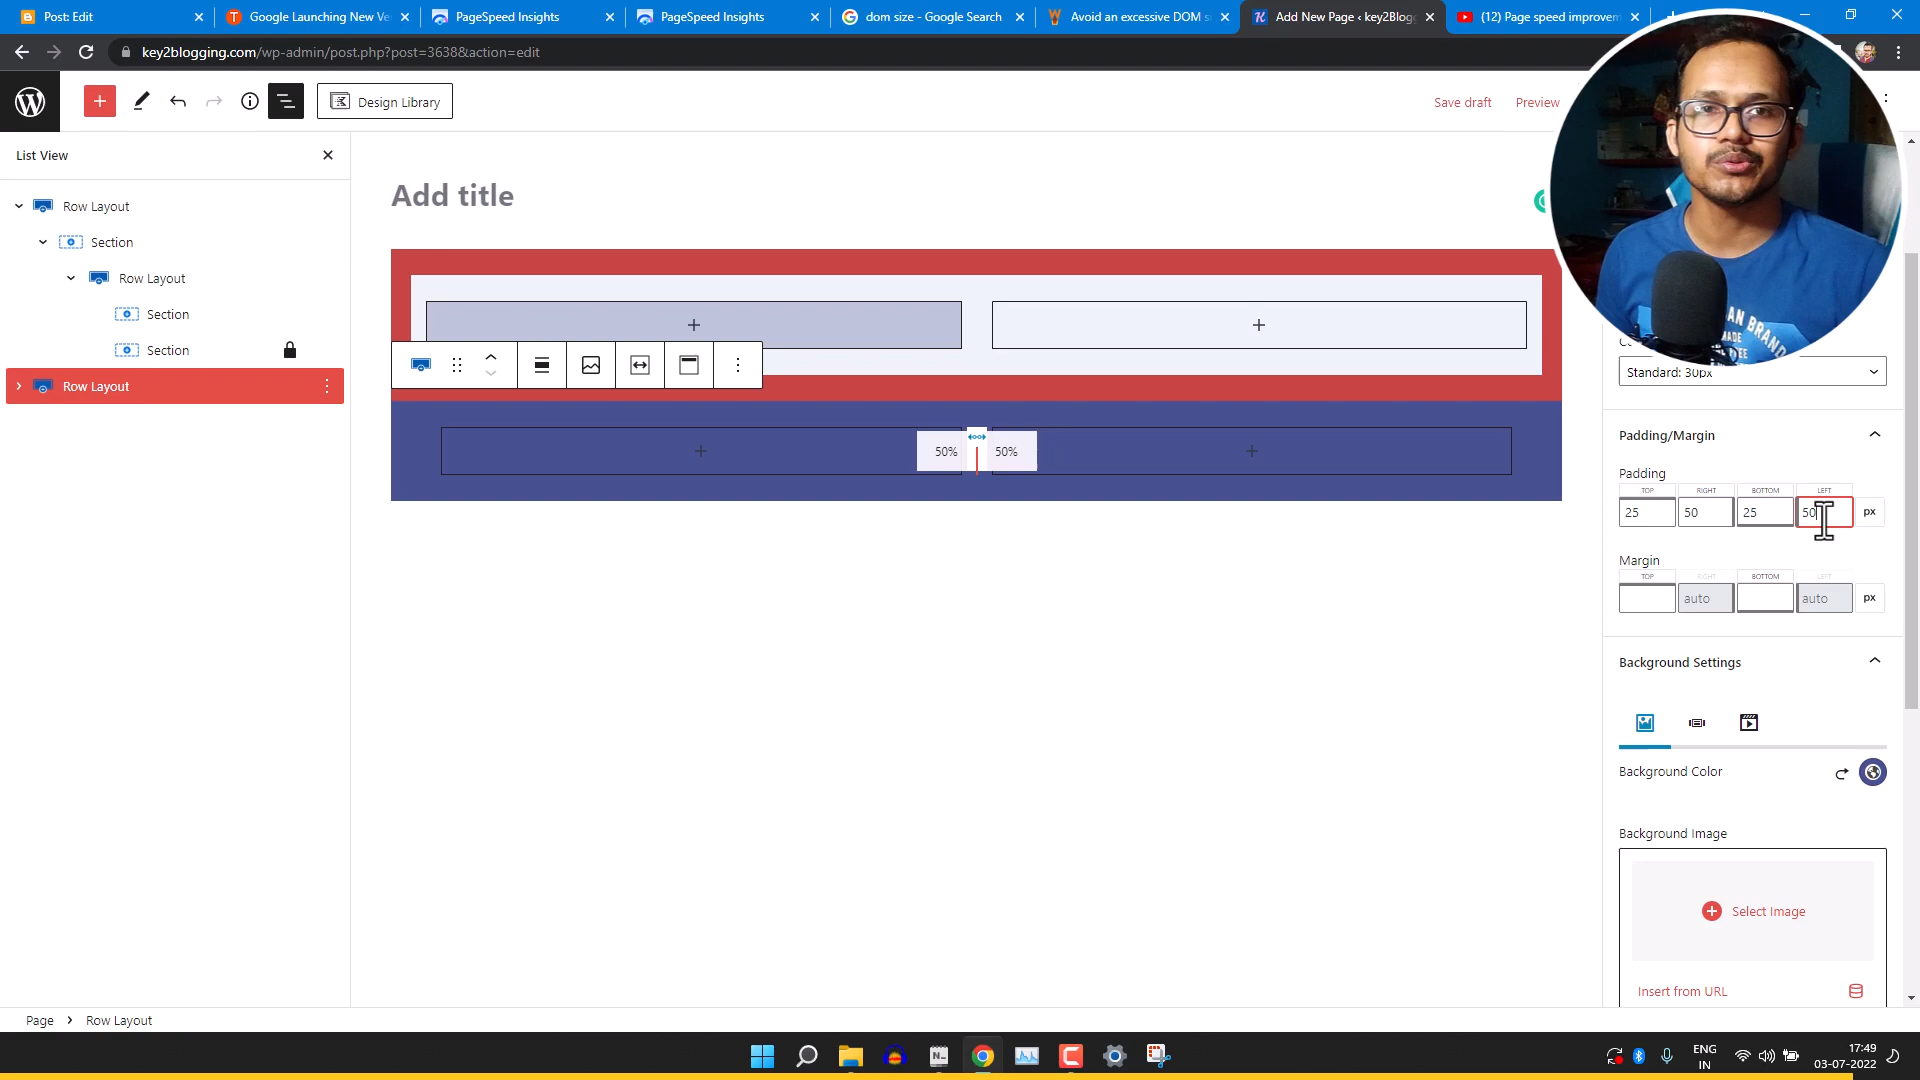 Post: Edit
Google Launching New Ve
PageSpeed Insights
PageSpeed Insights
dom size - Google Search
Avoid an excessive DOM s
Add New Page ‹ key2Blogg
(12) Page speed improvem
key2blogging.com/wp-admin/post.php?post=3638&action=edit
Design Library
Save draft
Preview
List View
Add title
Row Layout
Section
Row Layout
Section
Section
Row Layout
50%
50%
Standard: 30px
Padding/Margin
Padding
TOP
RIGHT
BOTTOM
LEFT
25
50
25
50
px
Margin
TOP
RIGHT
BOTTOM
LEFT
auto
auto
px
Background Settings
Background Color
Background Image
Select Image
Insert from URL
Page
Row Layout
ENG
IN
17:49
03-07-2022